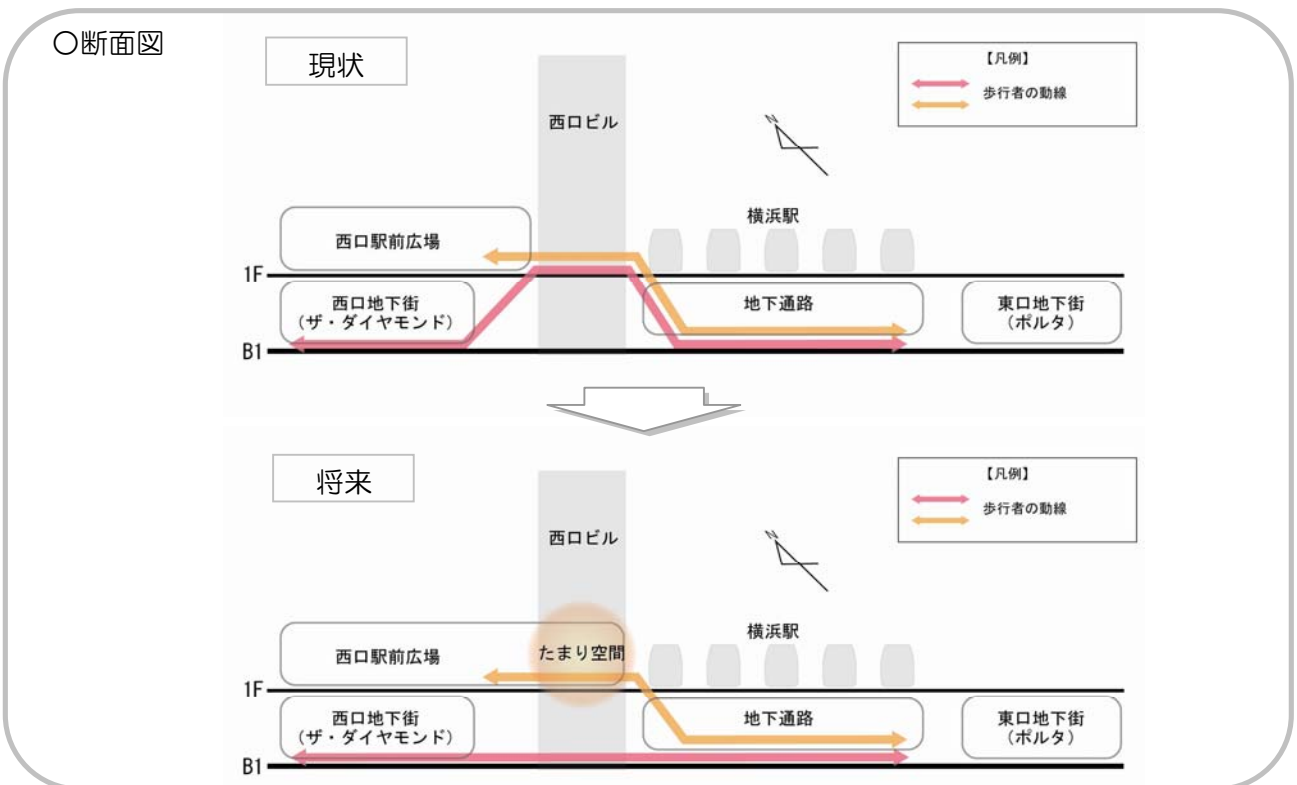 〇断面図
現状
【凡例】
歩行者の動線
西口ビル
N
横浜駅
西口駅前広場
1F
西口地下街
(ザ・ダイヤモンド)
地下通路
東口地下街
(ポルタ)
B1
将来
【凡例】
歩行者の動線
西口ビル
N
横浜駅
西口駅前広場
たまり空間
1F
西口地下街
(ザ・ダイヤモンド)
地下通路
東口地下街
(ポルタ)
B1